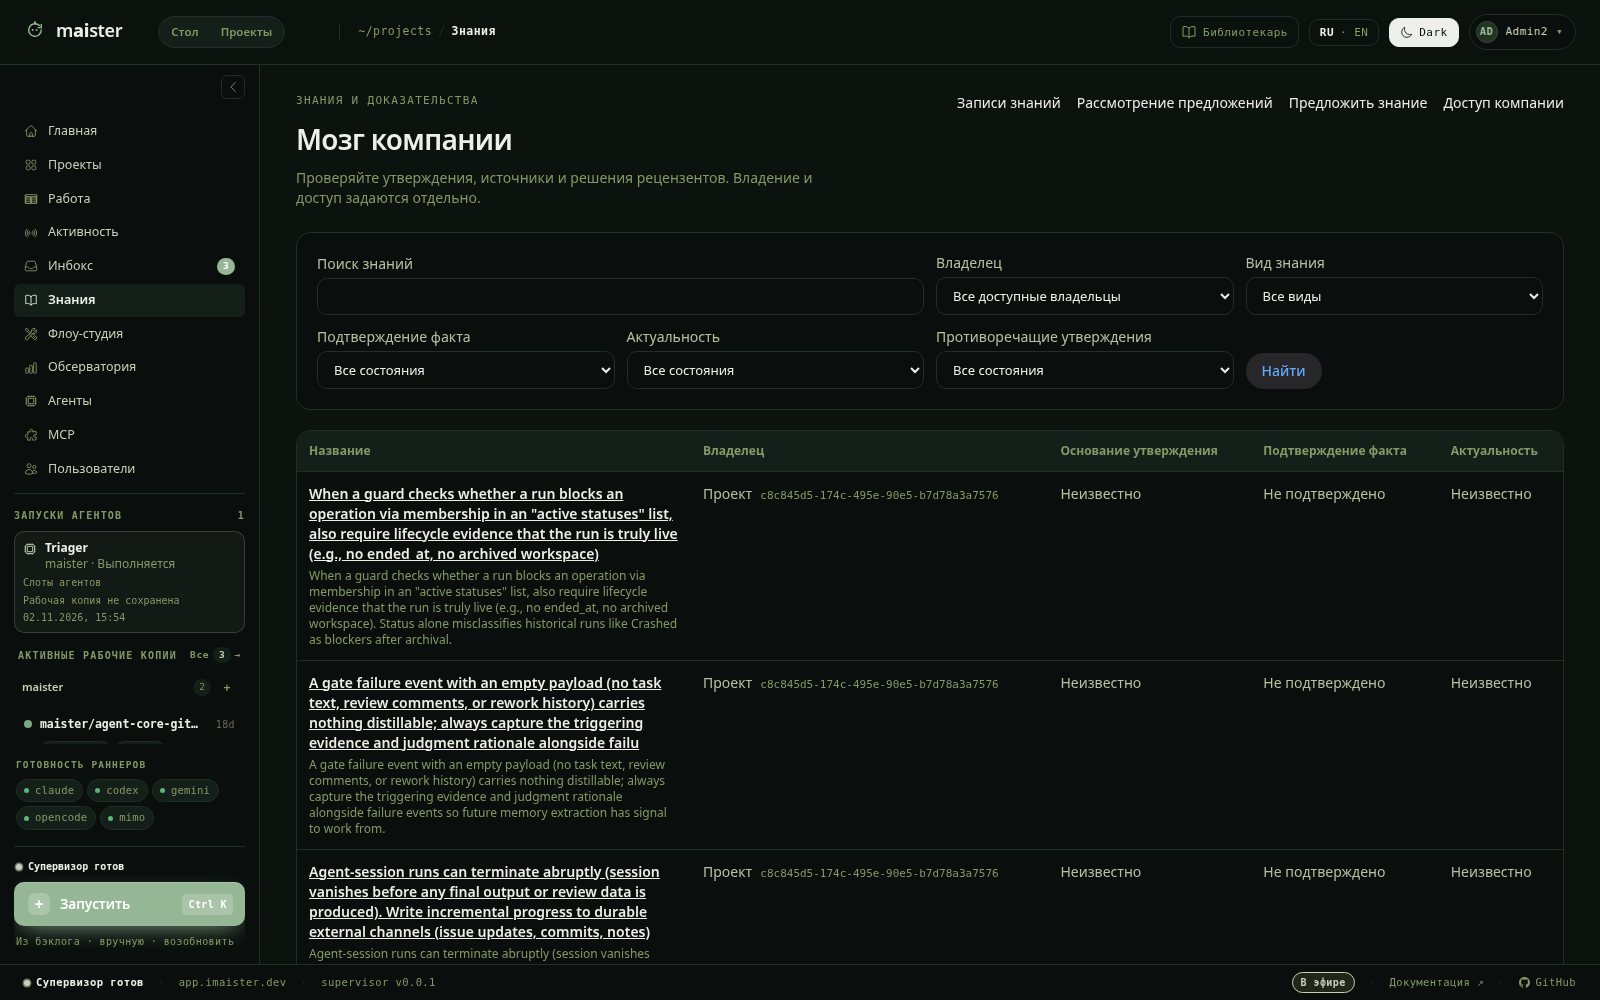 maister
Стол Проекты
~/projects / Знания
Библиотекарь
RU · EN
Dark
AD Admin2
Главная
Проекты
Работа
Активность
Инбокс 3
Знания
Флоу-студия
Обсерватория
Агенты
MCP
Пользователи
ЗАПУСКИ АГЕНТОВ 1
Triager
maister · Выполняется
Слоты агентов
Рабочая копия не сохранена
02.11.2026, 15:54
АКТИВНЫЕ РАБОЧИЕ КОПИИ Все 3 →
maister 2 +
maister/agent-core-git… 18d
ГОТОВНОСТЬ РАННЕРОВ
claude codex gemini
opencode mimo
Супервизор готов
+ Запустить Ctrl K
Из бэклога · вручную · возобновить
ЗНАНИЯ И ДОКАЗАТЕЛЬСТВА
Записи знаний Рассмотрение предложений Предложить знание Доступ компании
Мозг компании
Проверяйте утверждения, источники и решения рецензентов. Владение и
доступ задаются отдельно.
Поиск знаний Владелец Вид знания
Все доступные владельцы Все виды
Подтверждение факта Актуальность Противоречащие утверждения
Все состояния Все состояния Все состояния Найти
Название Владелец Основание утверждения Подтверждение факта Актуальность
When a guard checks whether a run blocks an
operation via membership in an "active statuses" list,
also require lifecycle evidence that the run is truly live
(e.g., no ended_at, no archived workspace)
When a guard checks whether a run blocks an operation via
membership in an "active statuses" list, also require lifecycle
evidence that the run is truly live (e.g., no ended_at, no archived
workspace). Status alone misclassifies historical runs like Crashed
as blockers after archival.
Проект c8c845d5-174c-495e-90e5-b7d78a3a7576 Неизвестно Не подтверждено Неизвестно
A gate failure event with an empty payload (no task
text, review comments, or rework history) carries
nothing distillable; always capture the triggering
evidence and judgment rationale alongside failu
A gate failure event with an empty payload (no task text, review
comments, or rework history) carries nothing distillable; always
capture the triggering evidence and judgment rationale
alongside failure events so future memory extraction has signal
to work from.
Проект c8c845d5-174c-495e-90e5-b7d78a3a7576 Неизвестно Не подтверждено Неизвестно
Agent-session runs can terminate abruptly (session
vanishes before any final output or review data is
produced). Write incremental progress to durable
external channels (issue updates, commits, notes)
Agent-session runs can terminate abruptly (session vanishes
Проект c8c845d5-174c-495e-90e5-b7d78a3a7576 Неизвестно Не подтверждено Неизвестно
Супервизор готов · app.imaister.dev · supervisor v0.0.1
В эфире · Документация ↗ · GitHub